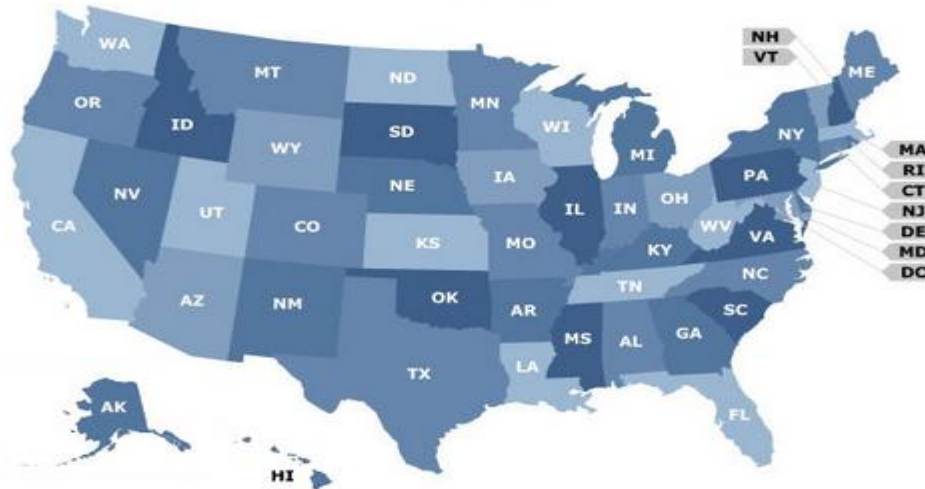 WA
MT
ND
MN
OR
ID
SD
WY
WI
MI
NH
VT
ME
NY
MA
RI
CT
NJ
DE
MD
DC
NV
UT
CO
NE
IA
IL
IN
OH
PA
WV
VA
KY
CA
KS
MO
NC
AZ
NM
OK
AR
TN
SC
TX
LA
MS
AL
GA
FL
AK
HI